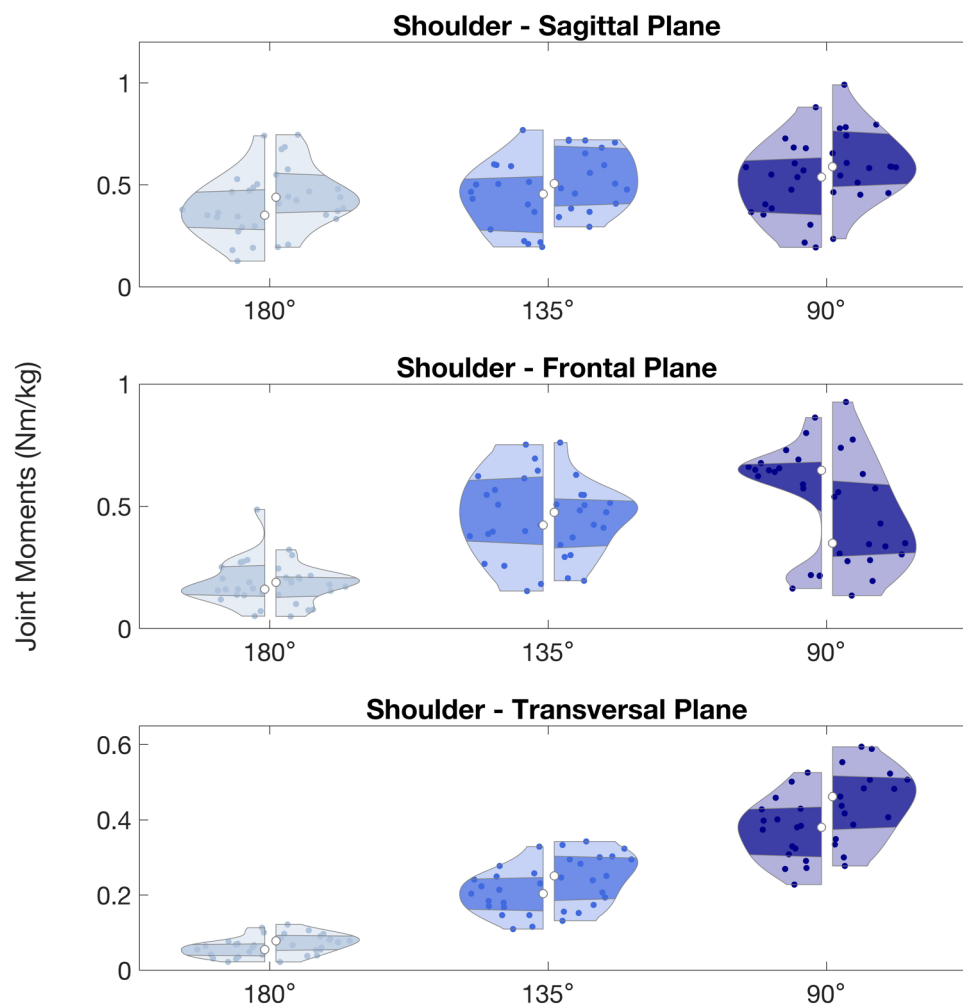 Shoulder - Sagittal Plane
1
0.5
0
180° 135° 90°
Joint Moments (Nm/kg)
Shoulder - Frontal Plane
1
0.5
0
180° 135° 90°
Shoulder - Transversal Plane
0.6
0.4
0.2
0
180° 135° 90°